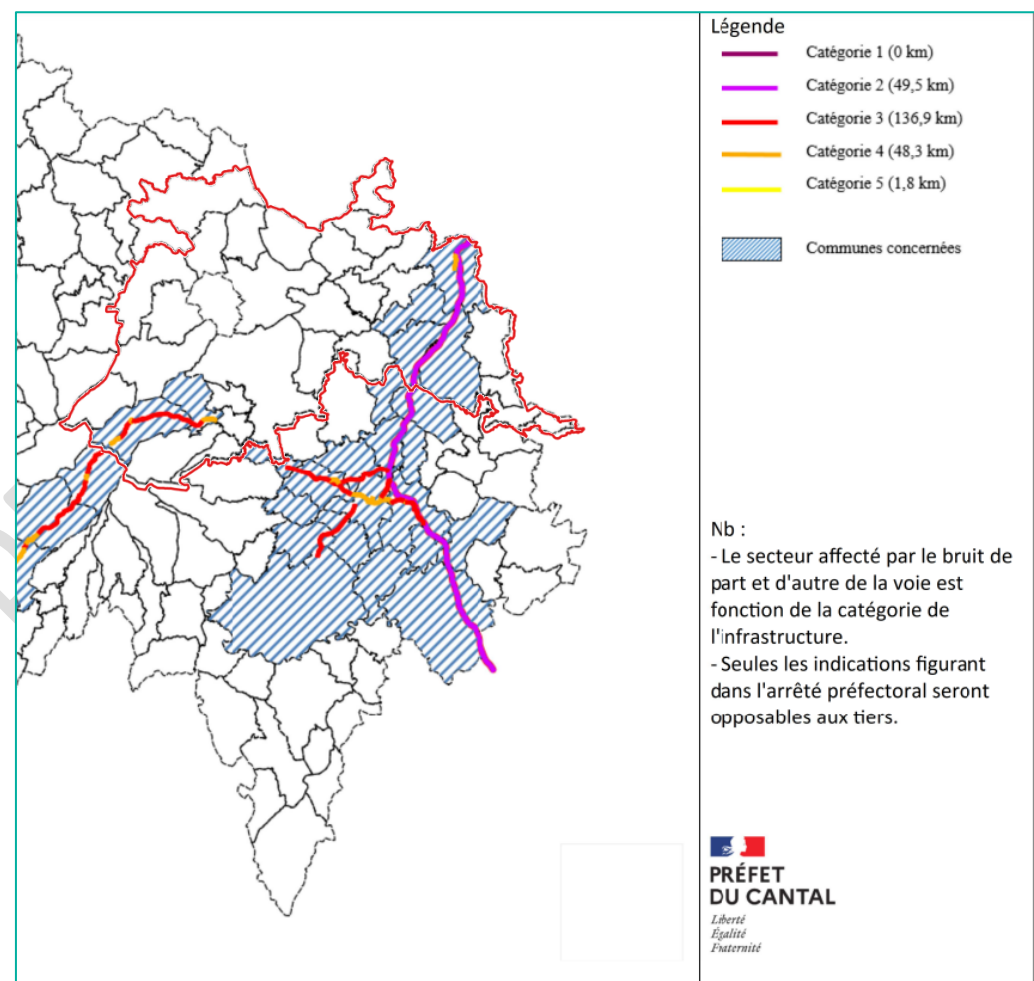 Légende
Catégorie 1 (0 km)
Catégorie 2 (49,5 km)
Catégorie 3 (136,9 km)
Catégorie 4 (48,3 km)
Catégorie 5 (1,8 km)
Communes concernées
Nb :
- Le secteur affecté par le bruit de
part et d'autre de la voie est
fonction de la catégorie de
l'infrastructure.
- Seules les indications figurant
dans l'arrêté préfectoral seront
opposables aux tiers.
PRÉFET
DU CANTAL
Liberté
Égalité
Fraternité